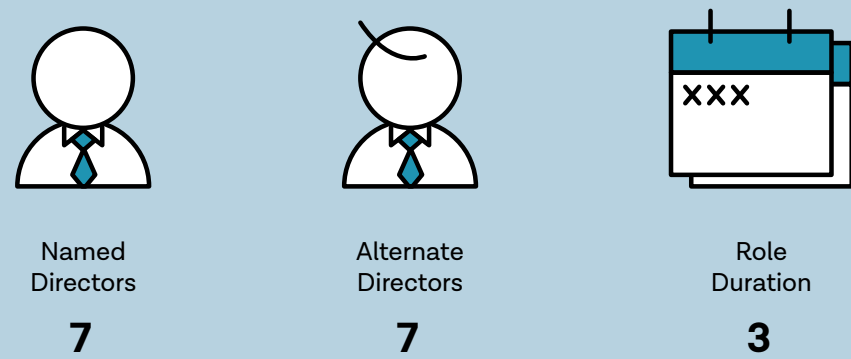 XXX
Named
Directors
7
Alternate
Directors
7
Role
Duration
3